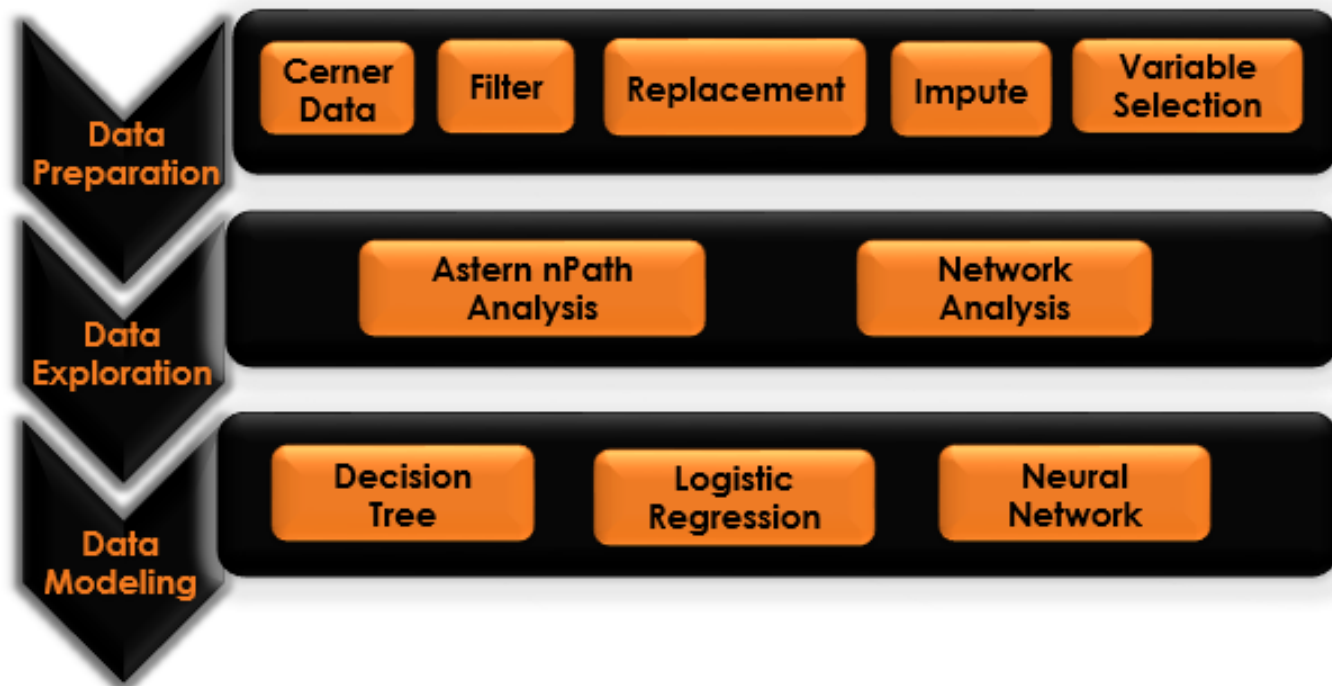 Data
Preparation
Cerner
Data
Filter
Replacement
Impute
Variable
Selection
Data
Exploration
Astern nPath
Analysis
Network
Analysis
Data
Modeling
Decision
Tree
Logistic
Regression
Neural
Network